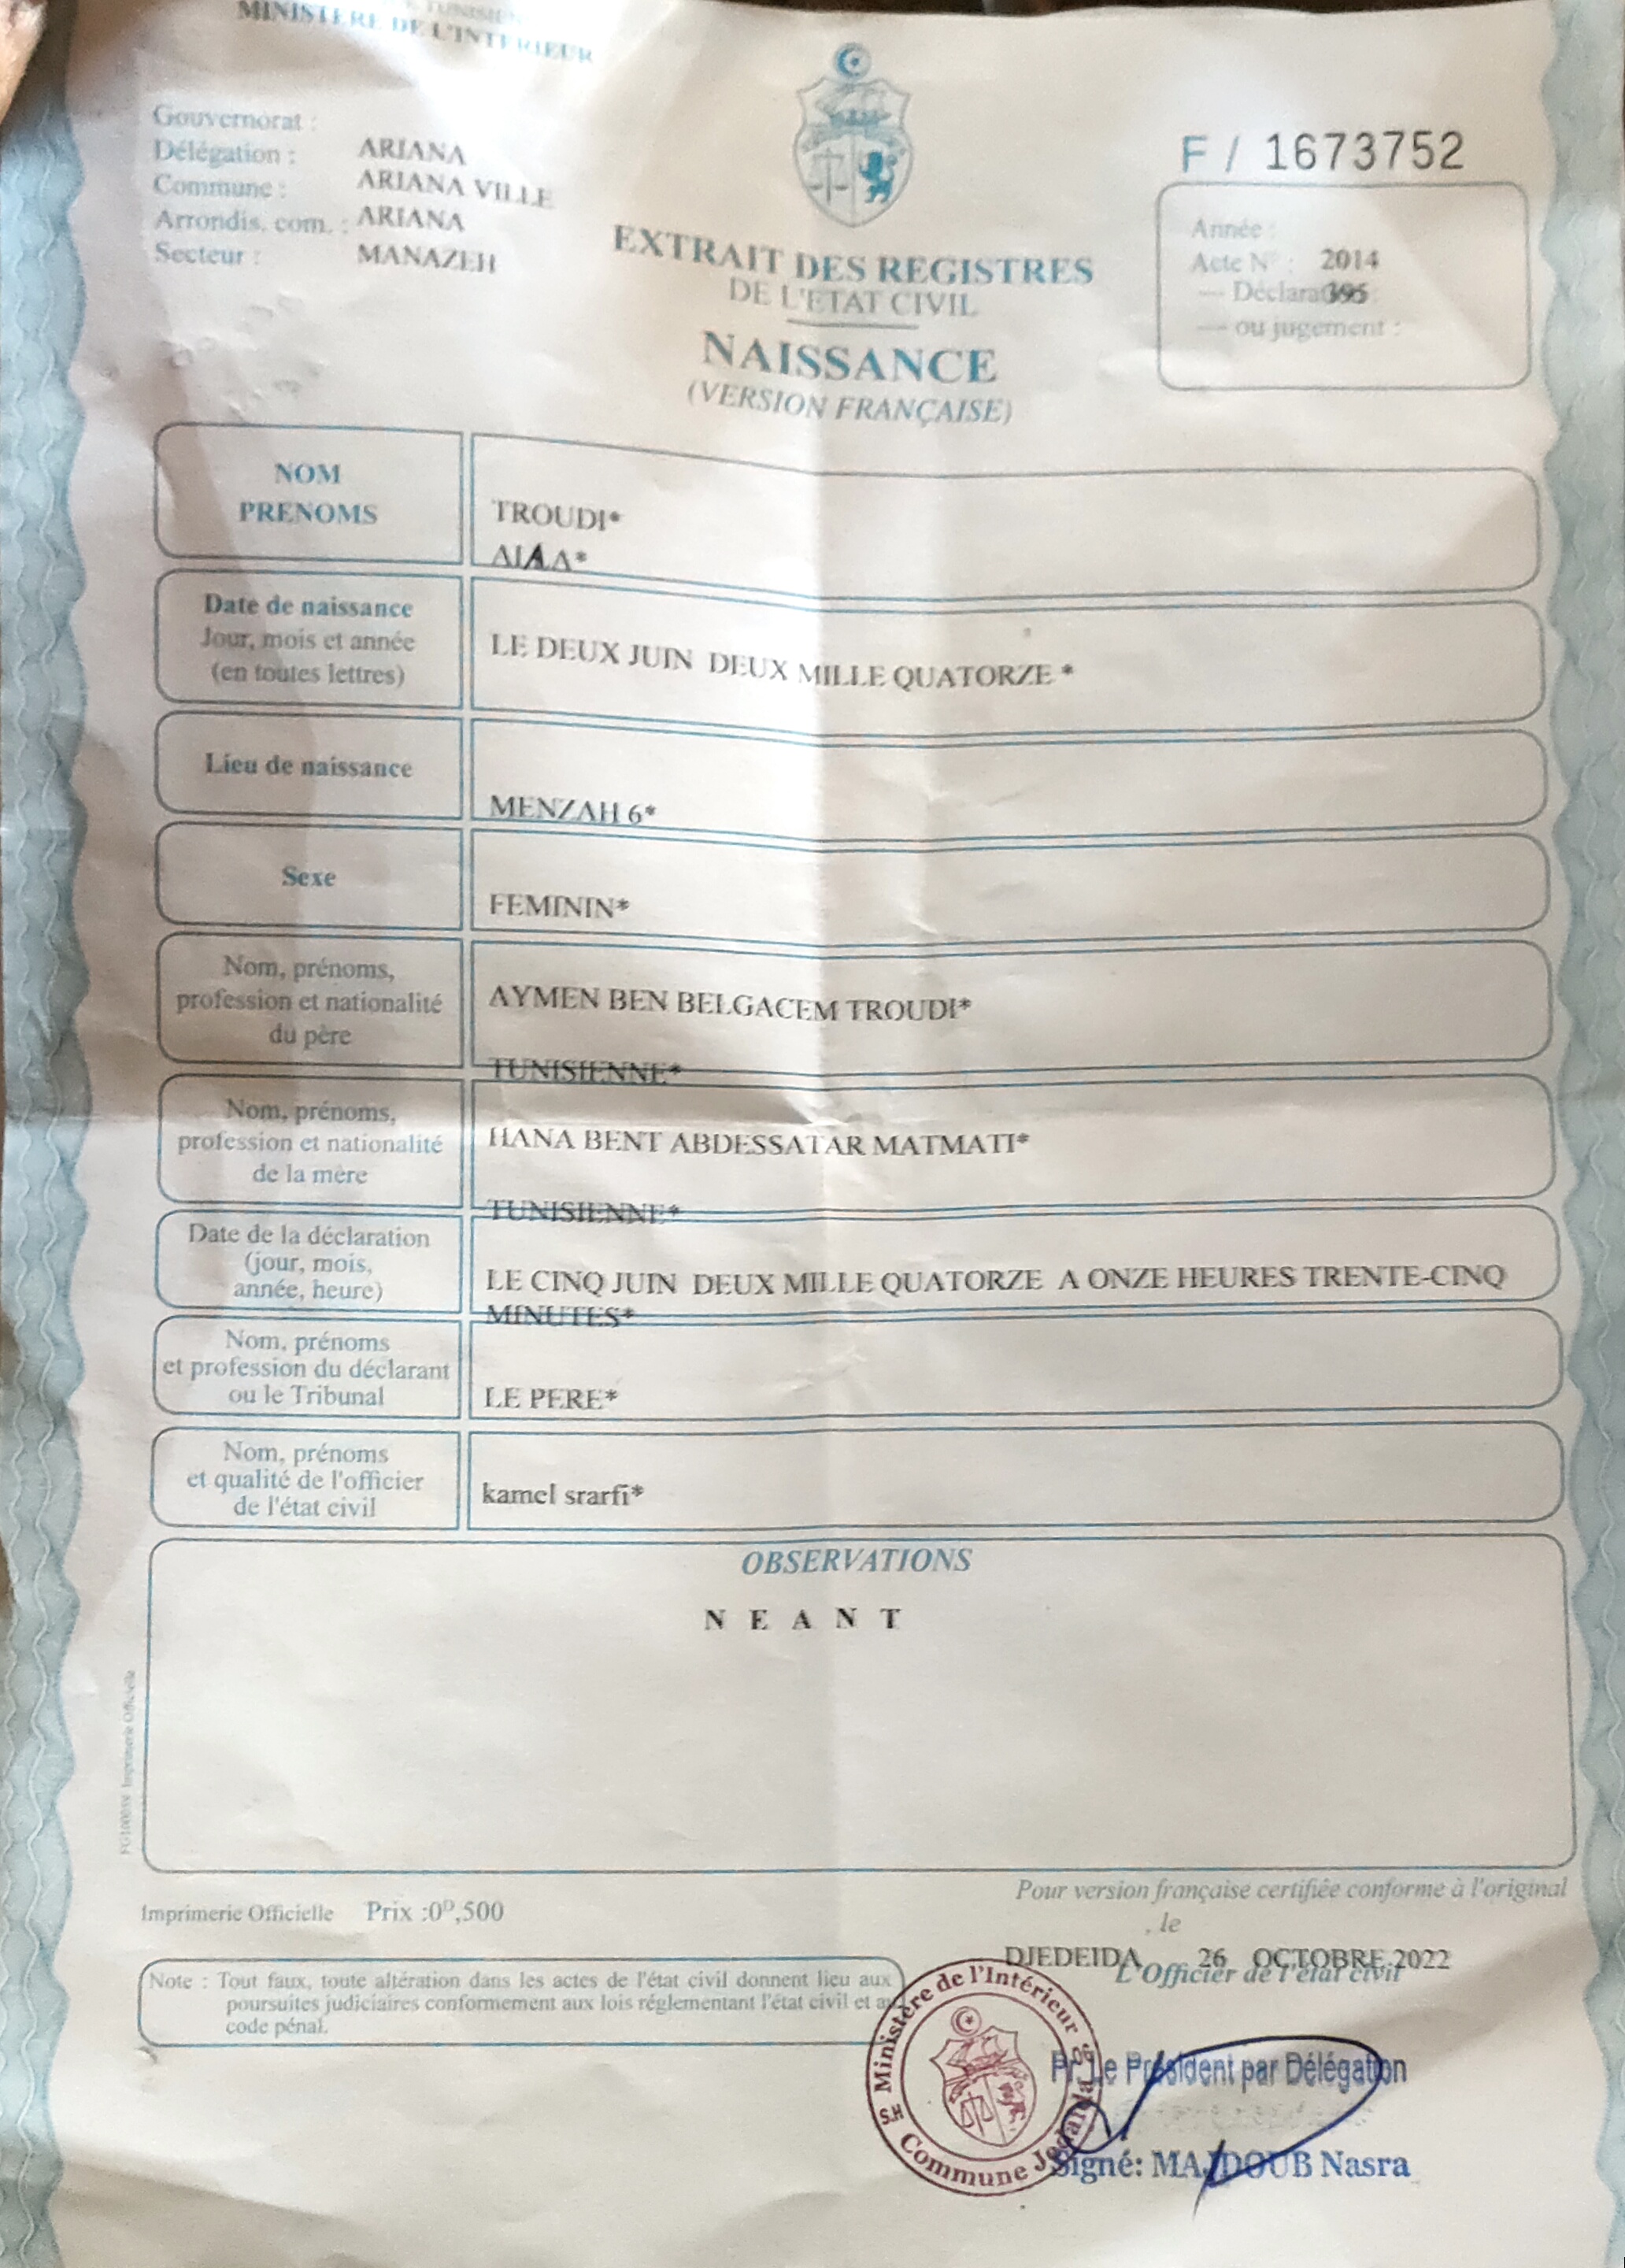 MINISTERE DE L'INTERIEUR
Gouvernorat :
Délégation : ARIANA
Commune : ARIANA VILLE
Arrondis. com. : ARIANA
Secteur : MANAZEH
F / 1673752
Année :
Acte N° : 2014
— Déclaration : 395
— ou jugement :
EXTRAIT DES REGISTRES
DE L'ETAT CIVIL
NAISSANCE
(VERSION FRANÇAISE)
NOM
PRENOMS
TROUDI*
Date de naissance
Jour, mois et année
(en toutes lettres)
LE DEUX JUIN DEUX MILLE QUATORZE *
Lieu de naissance
MENZAH 6*
Sexe
FEMININ*
Nom, prénoms,
profession et nationalité
du père
AYMEN BEN BELGACEM TROUDI*
TUNISIENNE*
Nom, prénoms,
profession et nationalité
de la mère
HANA BENT ABDESSATAR MATMATI*
TUNISIENNE*
Date de la déclaration
(jour, mois,
année, heure)
LE CINQ JUIN DEUX MILLE QUATORZE A ONZE HEURES TRENTE-CINQ
MINUTES*
Nom, prénoms
et profession du déclarant
ou le Tribunal
LE PERE*
Nom, prénoms
et qualité de l'officier
de l'état civil
kamel srarfi*
OBSERVATIONS
N E A N T
Imprimerie Officielle
Imprimerie Officielle Prix :0ᴰ,500
Pour version française certifiée conforme à l'original
, le
DJEDEIDA 26 OCTOBRE 2022
L'Officier de l'état civil
Note : Tout faux, toute altération dans les actes de l'état civil donnent lieu aux
poursuites judiciaires conformement aux lois réglementant l'état civil et au
code pénal.
Ministère de l'Intérieur
S.H
Commune Jedaida
Pr. Le Président par Délégation
Signé: MAJDOUB Nasra